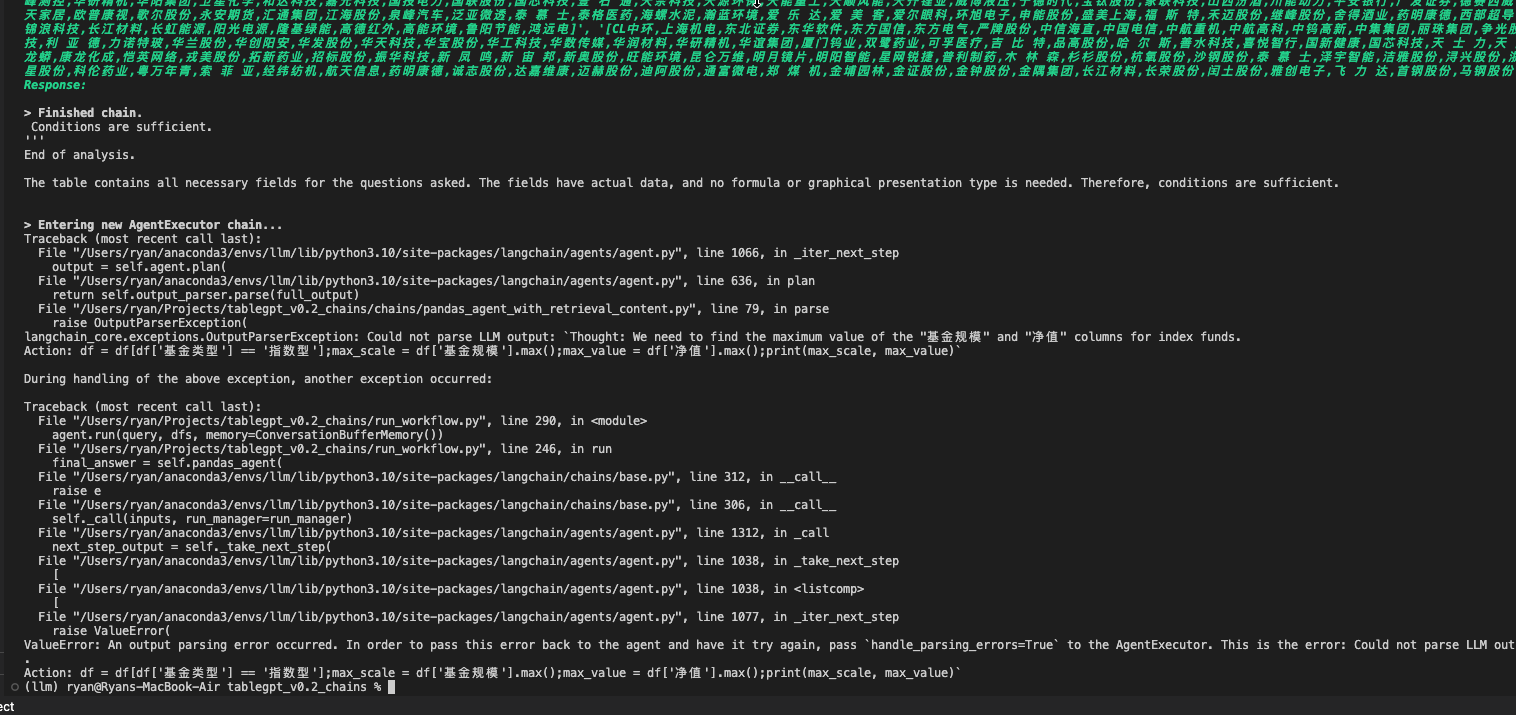 天家居,欧普康视,歌尔股份,永安期货,汇通集团,江海股份,泉峰汽车,泛亚微透,泰 慕 士,泰格医药,海螺水泥,瀚蓝环境,爱 乐 达,爱 美 客,爱尔眼科,环旭电子,申能股份,盛美上海,福 斯 特,禾迈股份,继峰股份,舍得酒业,药明康德,西部超导
锦浪科技,长江材料,长虹能源,阳光电源,隆基绿能,高德红外,高能环境,鲁阳节能,鸿远电]', '[CL中环,上海机电,东北证券,东华软件,东方国信,东方电气,严牌股份,中信海直,中国电信,中航重机,中航高科,中钨高新,中集集团,丽珠集团,争光股
技,利 亚 德,力诺特玻,华兰股份,华创阳安,华发股份,华天科技,华宝股份,华工科技,华数传媒,华润材料,华研精机,华谊集团,厦门钨业,双鹭药业,可孚医疗,吉 比 特,品高股份,哈 尔 斯,善水科技,喜悦智行,国新健康,国芯科技,天 士 力,天
龙蟒,康龙化成,恺英网络,戎美股份,拓新药业,招标股份,振华科技,新 凤 鸣,新 宙 邦,新奥股份,旺能环境,昆仑万维,明月镜片,明阳智能,星网锐捷,普利制药,木 林 森,杉杉股份,杭氧股份,沙钢股份,泰 慕 士,泽宇智能,洁雅股份,浔兴股份
星股份,科伦药业,粤万年青,索 菲 亚,经纬纺机,航天信息,药明康德,诚志股份,达嘉维康,迈赫股份,迪阿股份,通富微电,郑 煤 机,金埔园林,金证股份,金钟股份,金隅集团,长江材料,长荣股份,闰土股份,雅创电子,飞 力 达,首钢股份,马钢股份
Response:
> Finished chain.
Conditions are sufficient.
'''
End of analysis.
The table contains all necessary fields for the questions asked. The fields have actual data, and no formula or graphical presentation type is needed. Therefore, conditions are sufficient.
> Entering new AgentExecutor chain...
Traceback (most recent call last):
File "/Users/ryan/anaconda3/envs/llm/lib/python3.10/site-packages/langchain/agents/agent.py", line 1066, in _iter_next_step
output = self.agent.plan(
File "/Users/ryan/anaconda3/envs/llm/lib/python3.10/site-packages/langchain/agents/agent.py", line 636, in plan
return self.output_parser.parse(full_output)
File "/Users/ryan/Projects/tablegpt_v0.2_chains/chains/pandas_agent_with_retrieval_content.py", line 79, in parse
raise OutputParserException(
langchain_core.exceptions.OutputParserException: Could not parse LLM output: `Thought: We need to find the maximum value of the "基金规模" and "净值" columns for index funds.
Action: df = df[df['基金类型'] == '指数型'];max_scale = df['基金规模'].max();max_value = df['净值'].max();print(max_scale, max_value)`
During handling of the above exception, another exception occurred:
Traceback (most recent call last):
File "/Users/ryan/Projects/tablegpt_v0.2_chains/run_workflow.py", line 290, in <module>
agent.run(query, dfs, memory=ConversationBufferMemory())
File "/Users/ryan/Projects/tablegpt_v0.2_chains/run_workflow.py", line 246, in run
final_answer = self.pandas_agent(
File "/Users/ryan/anaconda3/envs/llm/lib/python3.10/site-packages/langchain/chains/base.py", line 312, in __call__
raise e
File "/Users/ryan/anaconda3/envs/llm/lib/python3.10/site-packages/langchain/chains/base.py", line 306, in __call__
self._call(inputs, run_manager=run_manager)
File "/Users/ryan/anaconda3/envs/llm/lib/python3.10/site-packages/langchain/agents/agent.py", line 1312, in _call
next_step_output = self._take_next_step(
File "/Users/ryan/anaconda3/envs/llm/lib/python3.10/site-packages/langchain/agents/agent.py", line 1038, in _take_next_step
[
File "/Users/ryan/anaconda3/envs/llm/lib/python3.10/site-packages/langchain/agents/agent.py", line 1038, in <listcomp>
[
File "/Users/ryan/anaconda3/envs/llm/lib/python3.10/site-packages/langchain/agents/agent.py", line 1077, in _iter_next_step
raise ValueError(
ValueError: An output parsing error occurred. In order to pass this error back to the agent and have it try again, pass `handle_parsing_errors=True` to the AgentExecutor. This is the error: Could not parse LLM out
.
Action: df = df[df['基金类型'] == '指数型'];max_scale = df['基金规模'].max();max_value = df['净值'].max();print(max_scale, max_value)`
(llm) ryan@Ryans-MacBook-Air tablegpt_v0.2_chains %
ect